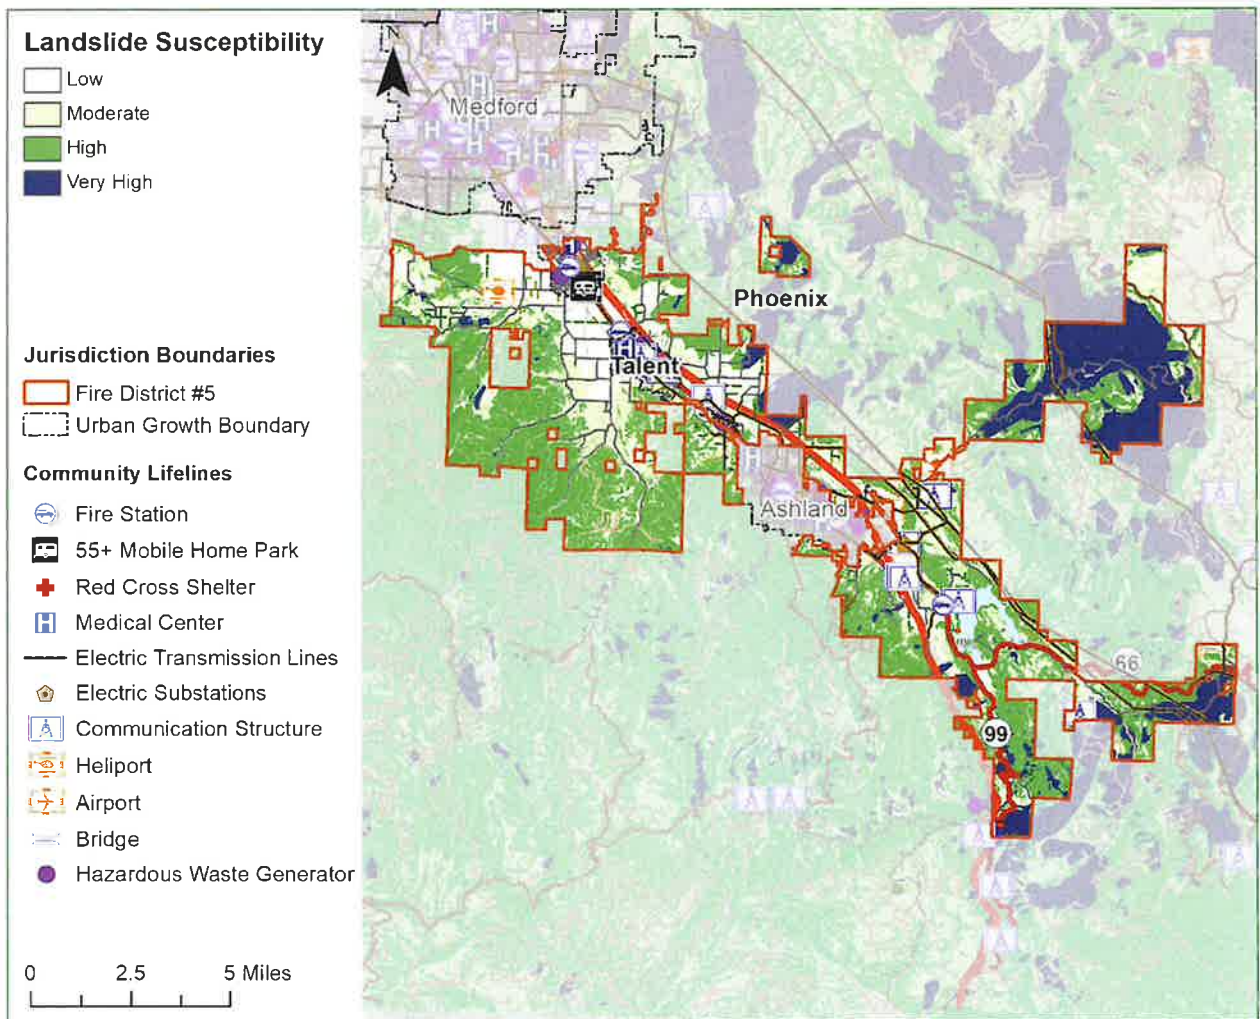 Landslide Susceptibility
Low
Moderate
High
Very High
Jurisdiction Boundaries
Fire District #5
Urban Growth Boundary
Community Lifelines
Fire Station
55+ Mobile Home Park
Red Cross Shelter
Medical Center
Electric Transmission Lines
Electric Substations
Communication Structure
Heliport
Airport
Bridge
Hazardous Waste Generator
0 2.5 5 Miles
N
Medford
Phoenix
Talent
Ashland
66
99